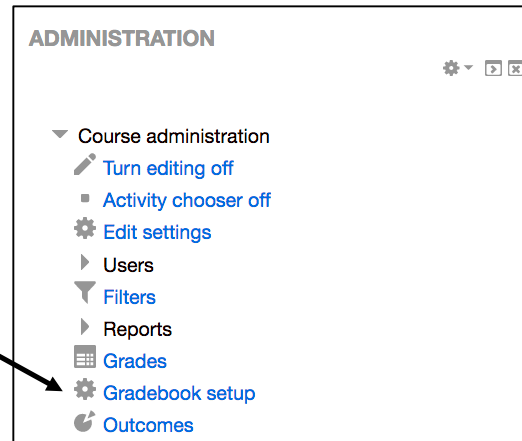 ADMINISTRATION
Course administration
Turn editing off
Activity chooser off
Edit settings
Users
Filters
Reports
Grades
Gradebook setup
Outcomes